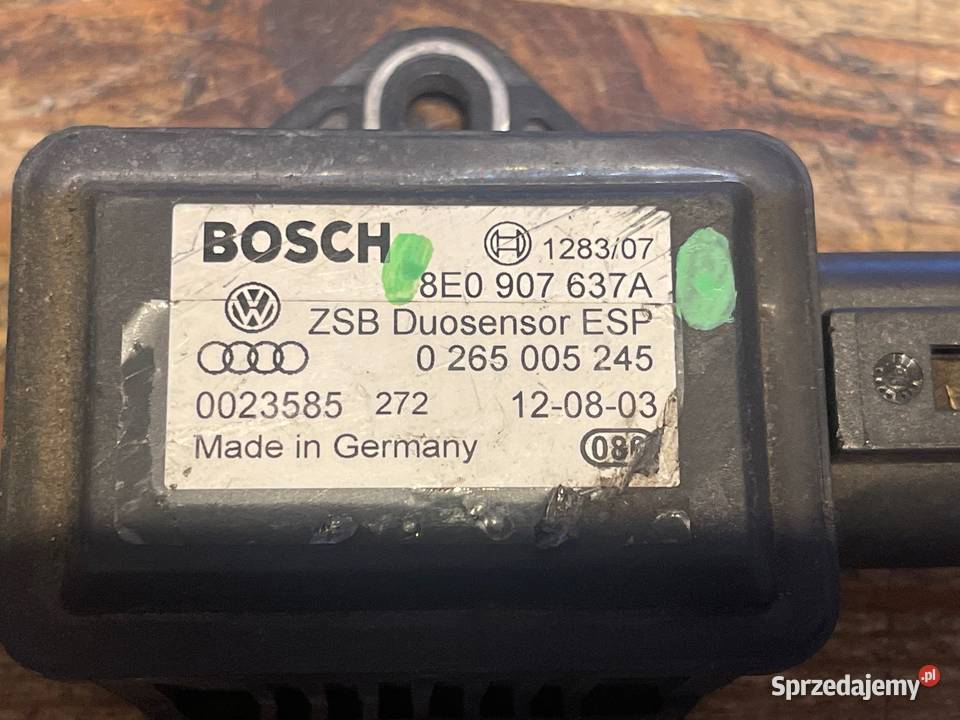 BOSCH 1283/07
8E0 907 637A
ZSB Duosensor ESP
0 265 005 245
0023585 272 12-08-03
Made in Germany
Sprzedajemy.pl